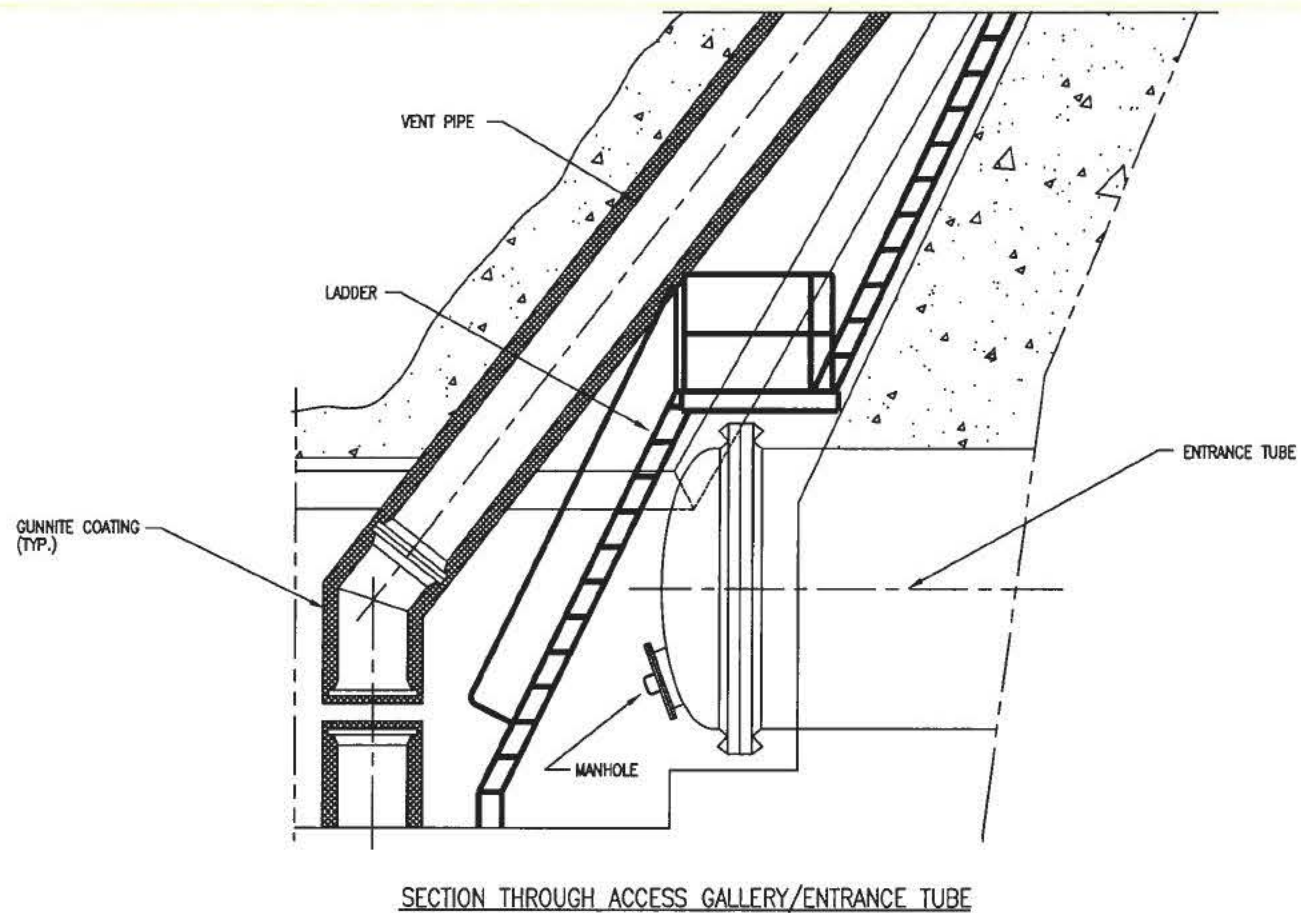 VENT PIPE
LADDER
ENTRANCE TUBE
GUNNITE COATING
(TYP.)
MANHOLE
SECTION THROUGH ACCESS GALLERY/ENTRANCE TUBE